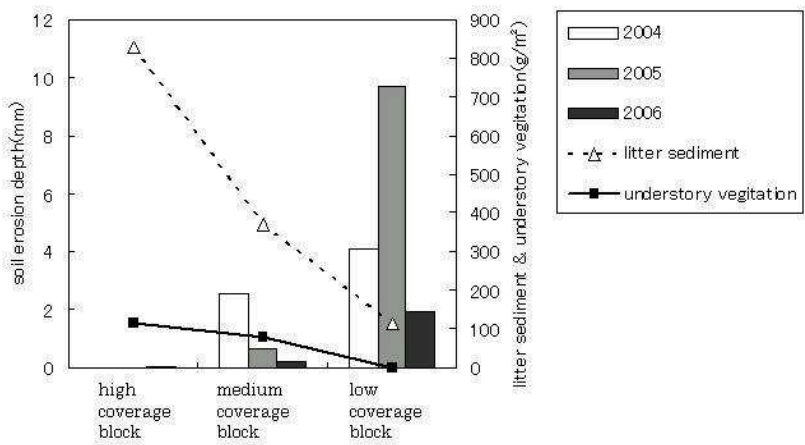 12
10
8
6
4
2
0
soil erosion depth(mm)
900
800
700
600
500
400
300
200
100
0
litter sediment & understory vegitation(g/m²)
high
coverage
block
medium
coverage
block
low
coverage
block
2004
2005
2006
litter sediment
understory vegitation